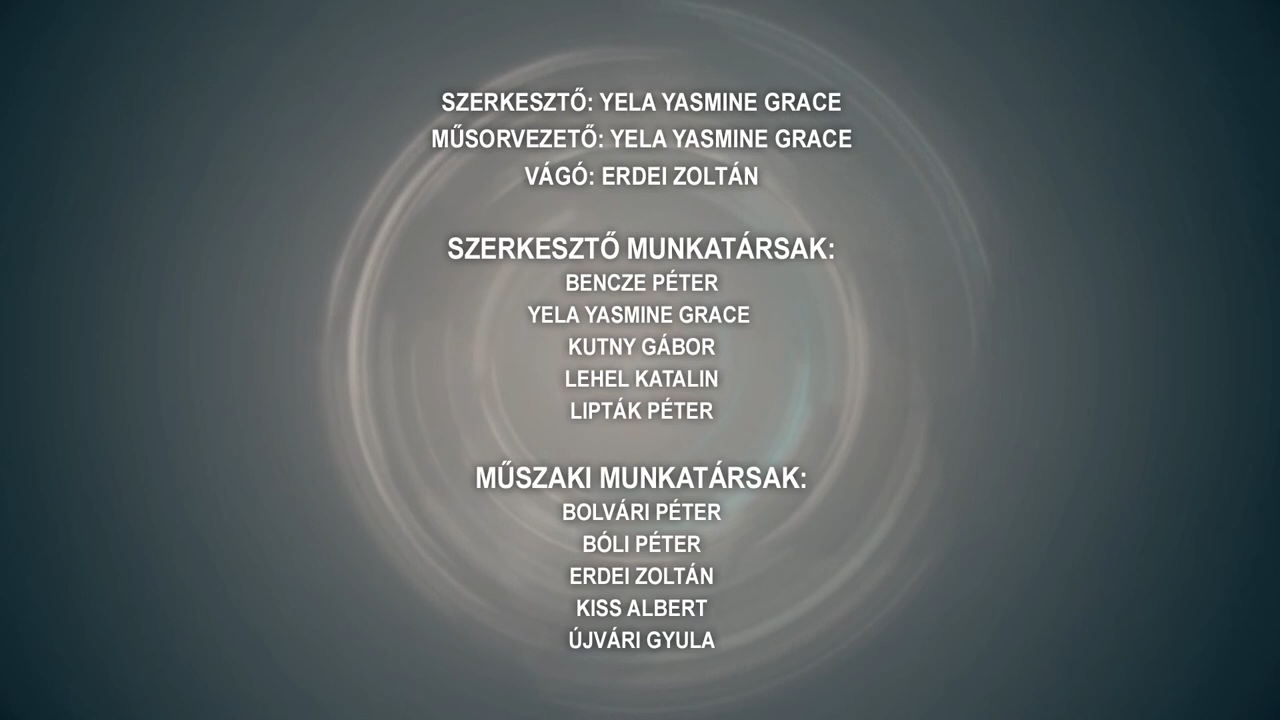 SZERKESZTŐ: YELA YASMINE GRACE
MŰSORVEZETŐ: YELA YASMINE GRACE
VÁGÓ: ERDEI ZOLTÁN
SZERKESZTŐ MUNKATÁRSAK:
BENCZE PÉTER
YELA YASMINE GRACE
KUTNY GÁBOR
LEHEL KATALIN
LIPTÁK PÉTER
MŰSZAKI MUNKATÁRSAK:
BOLVÁRI PÉTER
BÓLI PÉTER
ERDEI ZOLTÁN
KISS ALBERT
ÚJVÁRI GYULA